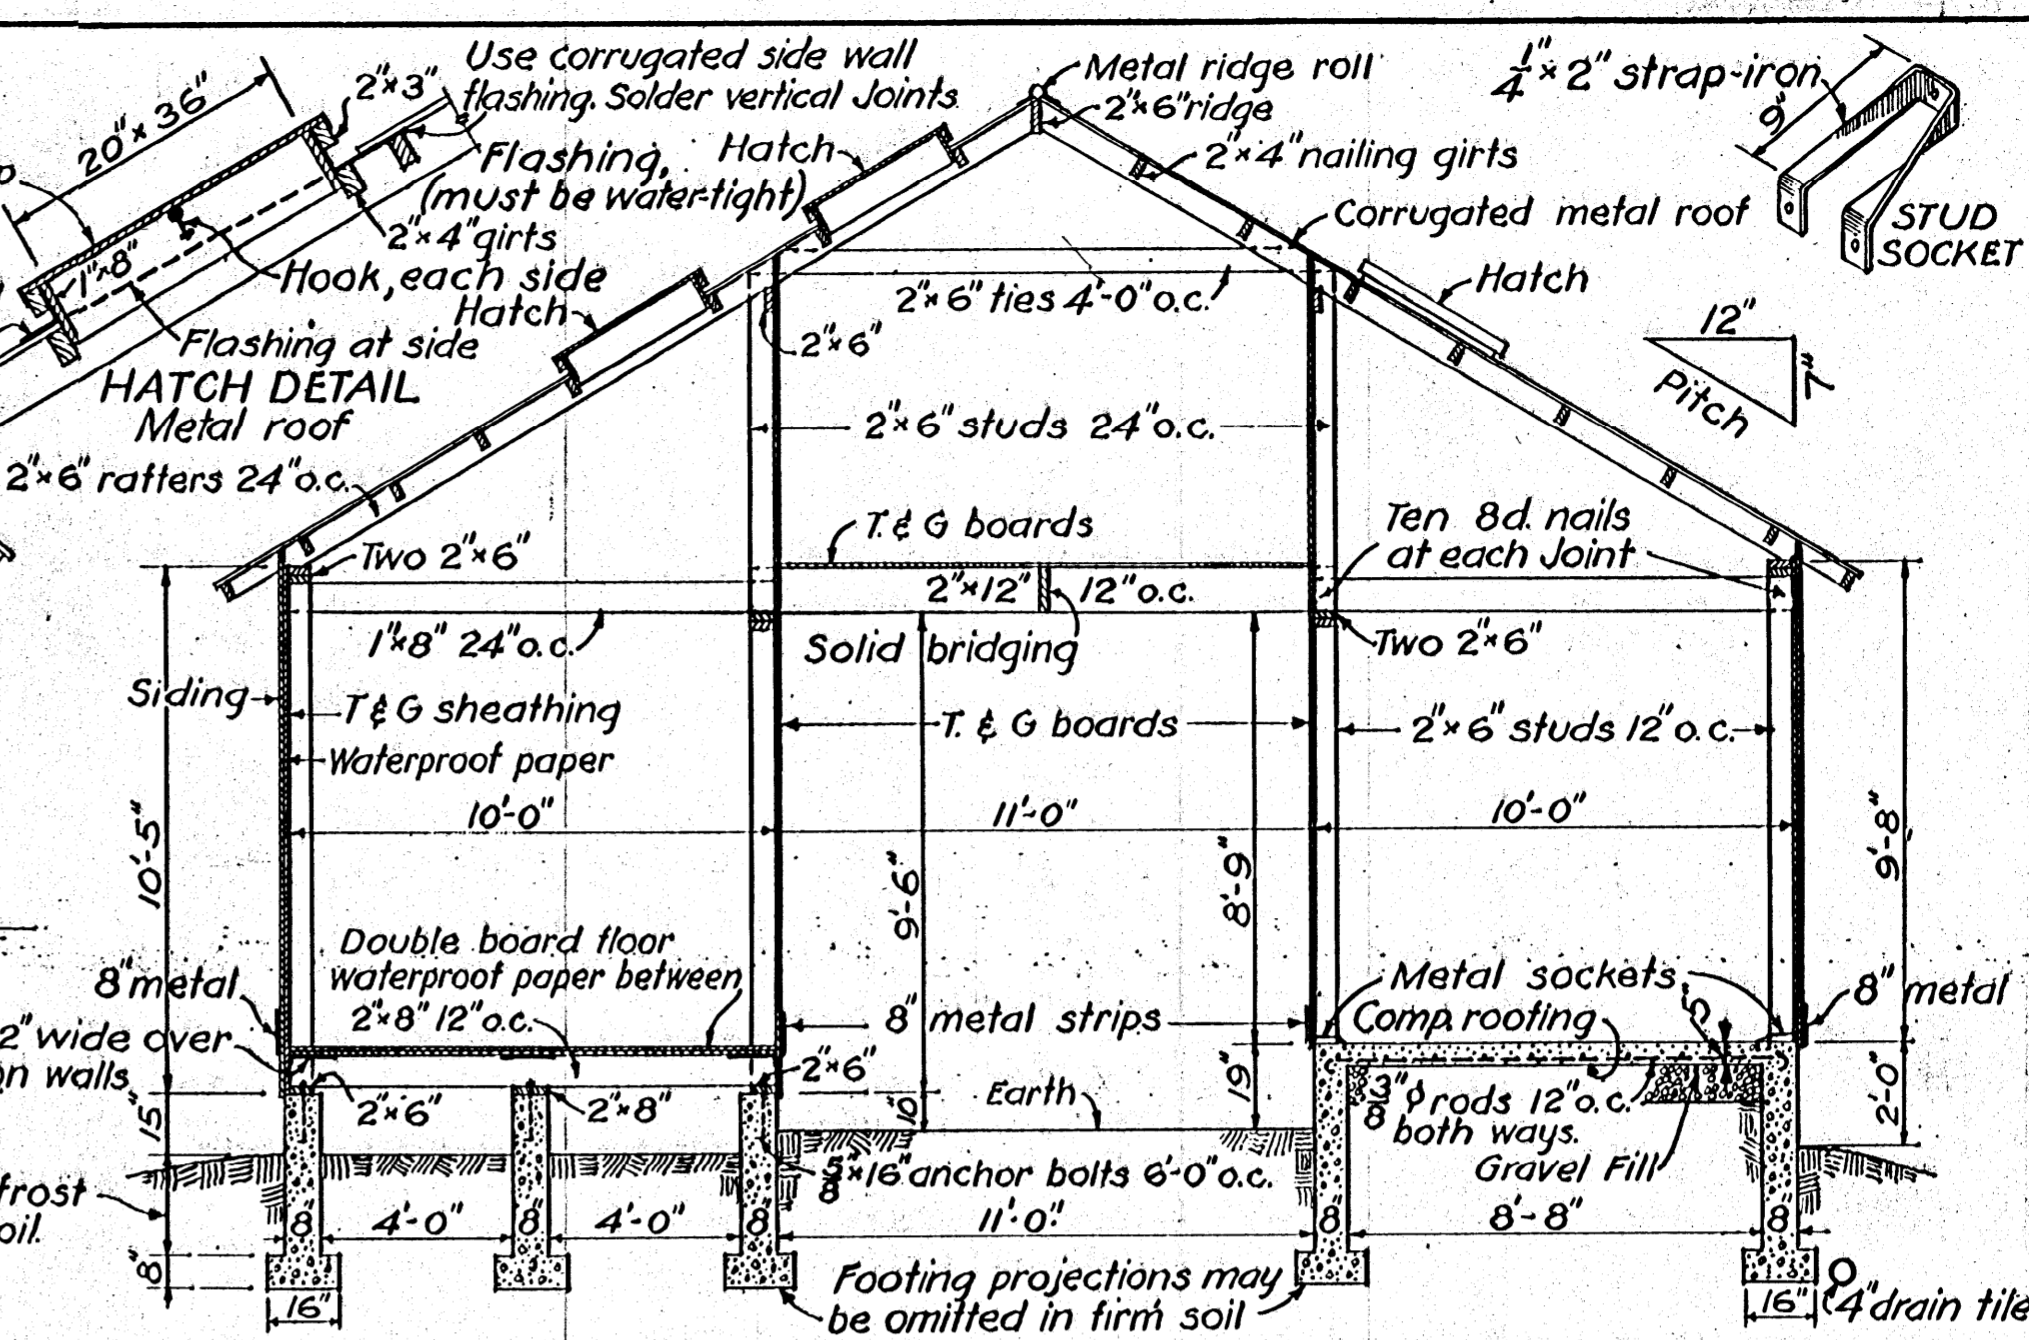 20"×36"
2"×3"
Use corrugated side wall
flashing. Solder vertical Joints.
Flashing,
(must be water-tight)
2"×4" girts
1"×8"
Hook, each side
Flashing at side
HATCH DETAIL
Metal roof
Hatch
Hatch
Metal ridge roll
2"×6" ridge
2"×4" nailing girts
Corrugated metal roof
Hatch
1/4"×2" strap-iron
9"
STUD
SOCKET
12"
7"
Pitch
2"×6" ties 4'-0" o.c.
2"×6"
2"×6" studs 24" o.c.
2"×6" rafters 24" o.c.
Two 2"×6"
T. & G boards
Ten 8d. nails
at each Joint
2"×12" 12" o.c.
1"×8" 24" o.c.
Solid bridging
Two 2"×6"
Siding
T & G sheathing
T. & G boards
2"×6" studs 12" o.c.
Waterproof paper
10'-0"
11'-0"
10'-0"
10'-5"
9'-6"
8'-9"
9'-8"
Double board floor
waterproof paper between
2"×8" 12" o.c.
8" metal
2" wide over
walls
8" metal strips
Metal sockets
Comp. roofing
5"
8" metal
2"×6"
2"×8"
2"×6"
15"
10"
Earth
19"
3/8" φ rods 12" o.c.
both ways.
Gravel Fill
2'-0"
5/8"×16" anchor bolts 6'-0" o.c.
frost
8"
4'-0"
8"
4'-0"
8"
11'-0"
8"
8'-8"
8"
8"
16"
Footing projections may
be omitted in firm soil
16"
4" drain tile